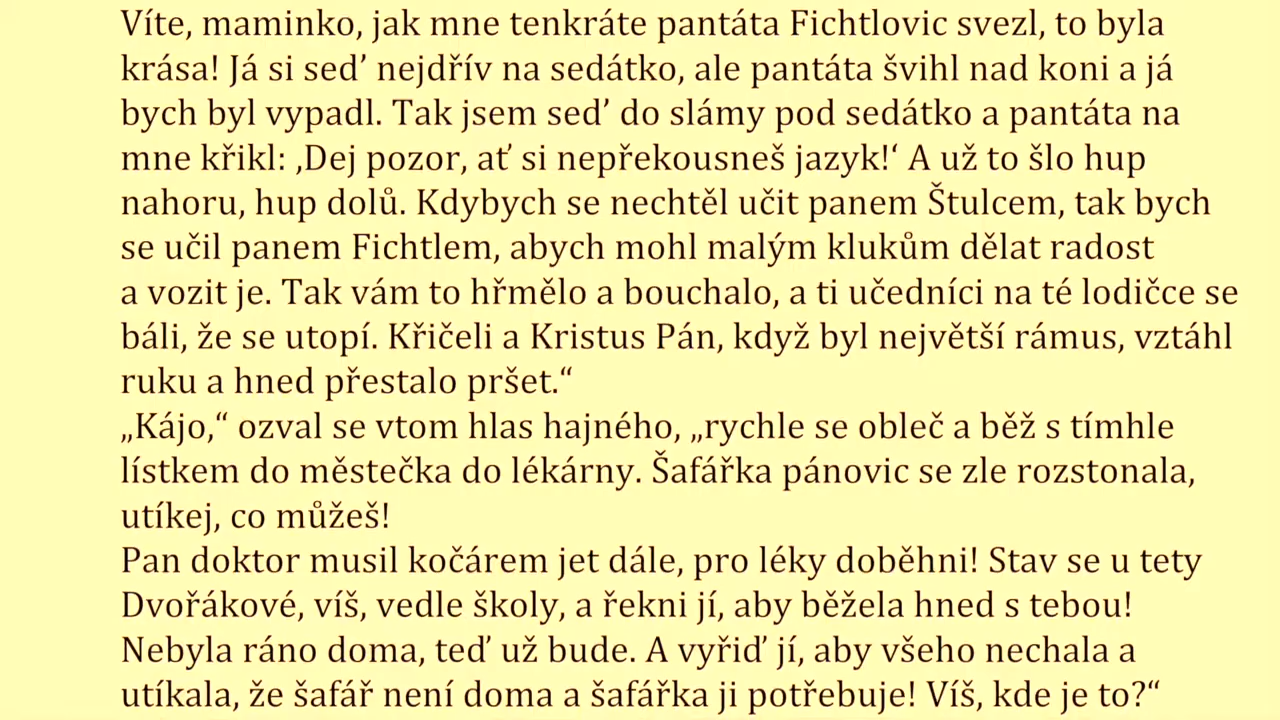 Víte, maminko, jak mne tenkráte pantáta Fichtlovic svezl, to byla
krása! Já si seď nejdřív na sedátko, ale pantáta švihl nad koni a já
bych byl vypadl. Tak jsem seď do slámy pod sedátko a pantáta na
mne křikl: ‚Dej pozor, ať si nepřekousneš jazyk!‘ A už to šlo hup
nahoru, hup dolů. Kdybych se nechtěl učit panem Štulcem, tak bych
se učil panem Fichtlem, abych mohl malým klukům dělat radost
a vozit je. Tak vám to hřmělo a bouchalo, a ti učedníci na té lodičce se
báli, že se utopí. Křičeli a Kristus Pán, když byl největší rámus, vztáhl
ruku a hned přestalo pršet.“
„Kájo,“ ozval se vtom hlas hajného, „rychle se obleč a běž s tímhle
lístkem do městečka do lékárny. Šafářka pánovic se zle rozstonala,
utíkej, co můžeš!
Pan doktor musil kočárem jet dále, pro léky doběhni! Stav se u tety
Dvořákové, víš, vedle školy, a řekni jí, aby běžela hned s tebou!
Nebyla ráno doma, teď už bude. A vyřiď jí, aby všeho nechala a
utíkala, že šafář není doma a šafářka ji potřebuje! Víš, kde je to?“